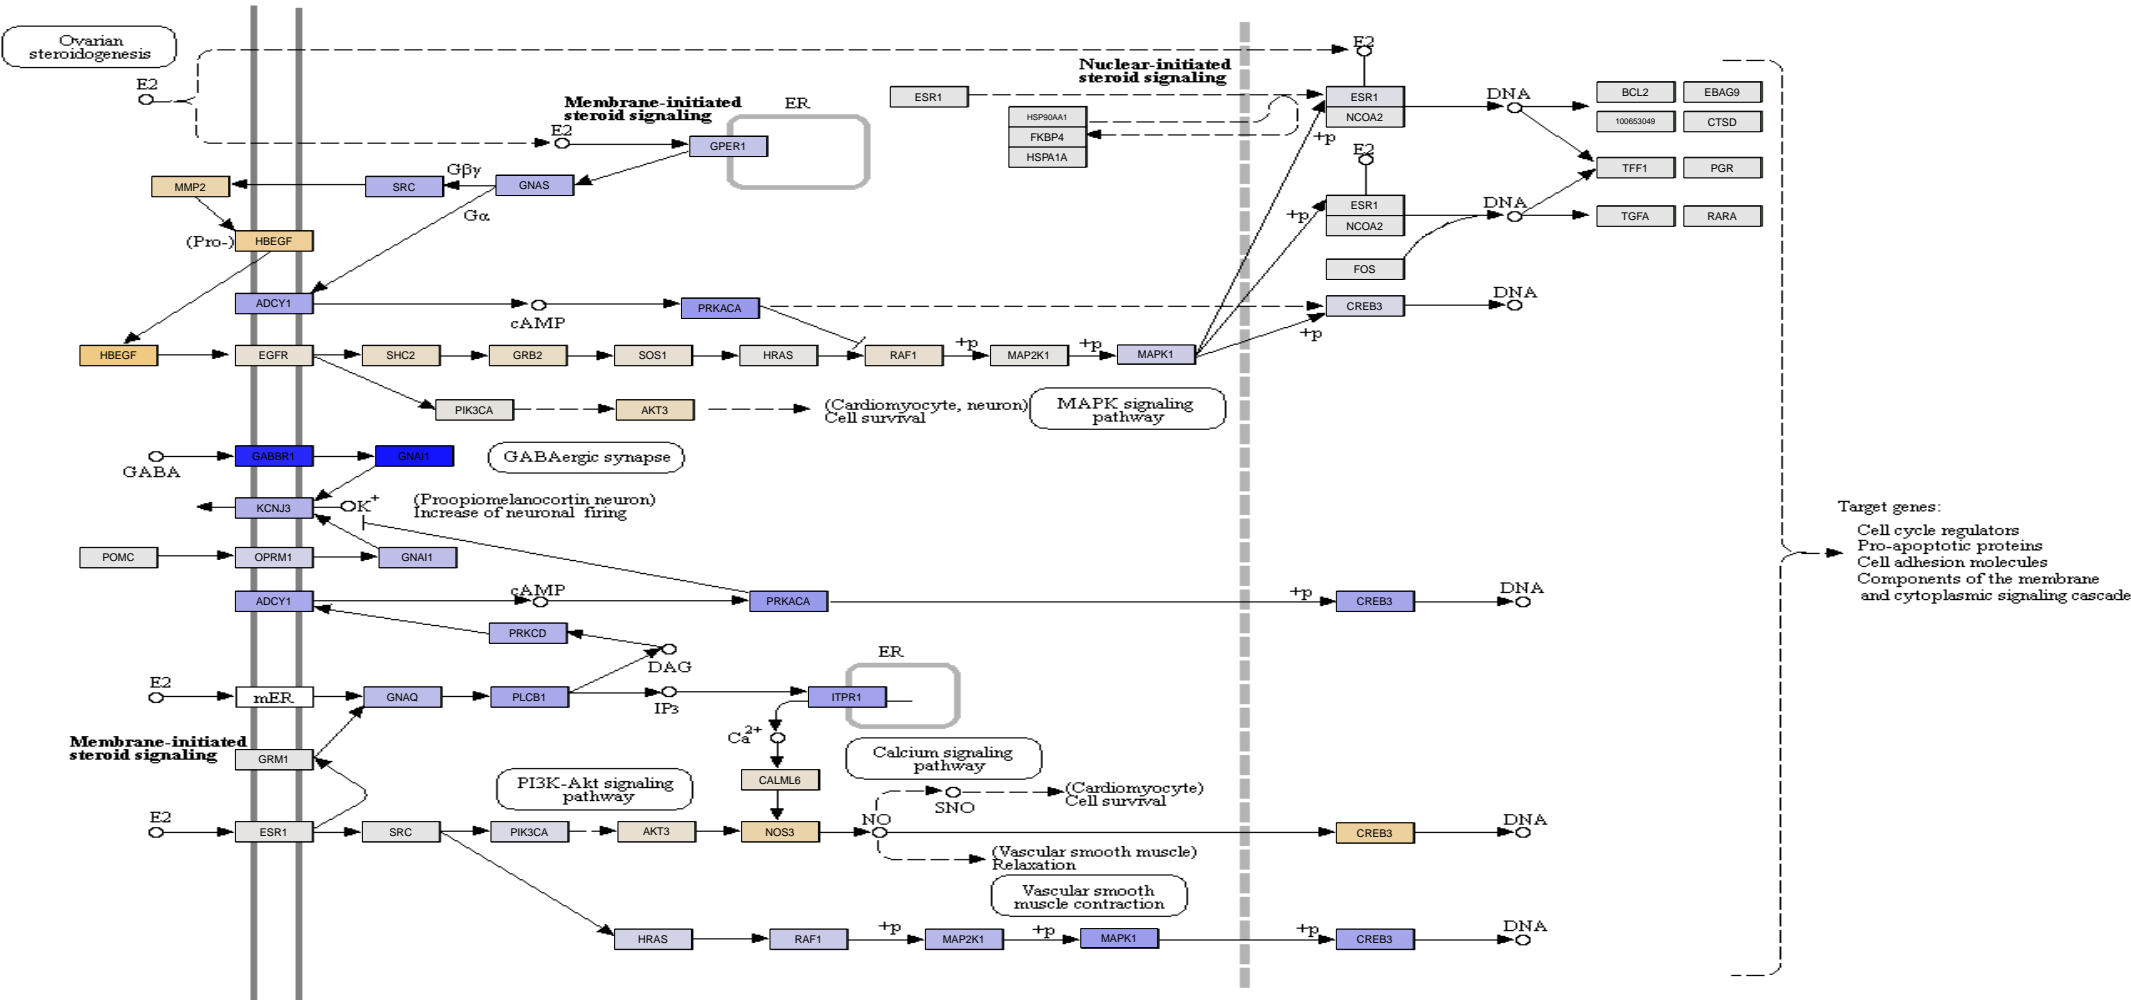 Ovarian
steroidogenesis
E2
E2
Nuclear-initiated
steroid signaling
Membrane-initiated
steroid signaling
ER
E2
GPER1
ESR1
HSP90AA1
FKBP4
HSPA1A
ESR1
NCOA2
+p
DNA
BCL2
EBAG9
100653049
CTSD
E2
MMP2
SRC
Gβγ
GNAS
Gα
TFF1
PGR
(Pro-)
HBEGF
+p
ESR1
NCOA2
DNA
TGFA
RARA
FOS
ADCY1
cAMP
PRKACA
CREB3
DNA
+p
HBEGF
EGFR
SHC2
GRB2
SOS1
HRAS
RAF1
+p
MAP2K1
+p
MAPK1
PIK3CA
AKT3
(Cardiomyocyte, neuron)
Cell survival
MAPK signaling
pathway
GABA
GABBR1
GNAI1
GABAergic synapse
KCNJ3
K+
(Proopiomelanocortin neuron)
Increase of neuronal firing
Target genes:
Cell cycle regulators
Pro-apoptotic proteins
Cell adhesion molecules
Components of the membrane
and cytoplasmic signaling cascade
POMC
OPRM1
GNAI1
ADCY1
cAMP
PRKACA
+p
CREB3
DNA
PRKCD
DAG
E2
mER
GNAQ
PLCB1
IP3
ER
ITPR1
Ca2+
Membrane-initiated
steroid signaling
GRM1
Calcium signaling
pathway
CALML6
PI3K-Akt signaling
pathway
SNO
(Cardiomyocyte)
Cell survival
E2
ESR1
SRC
PIK3CA
AKT3
NOS3
NO
CREB3
DNA
(Vascular smooth muscle)
Relaxation
Vascular smooth
muscle contraction
HRAS
RAF1
+p
MAP2K1
+p
MAPK1
+p
CREB3
DNA